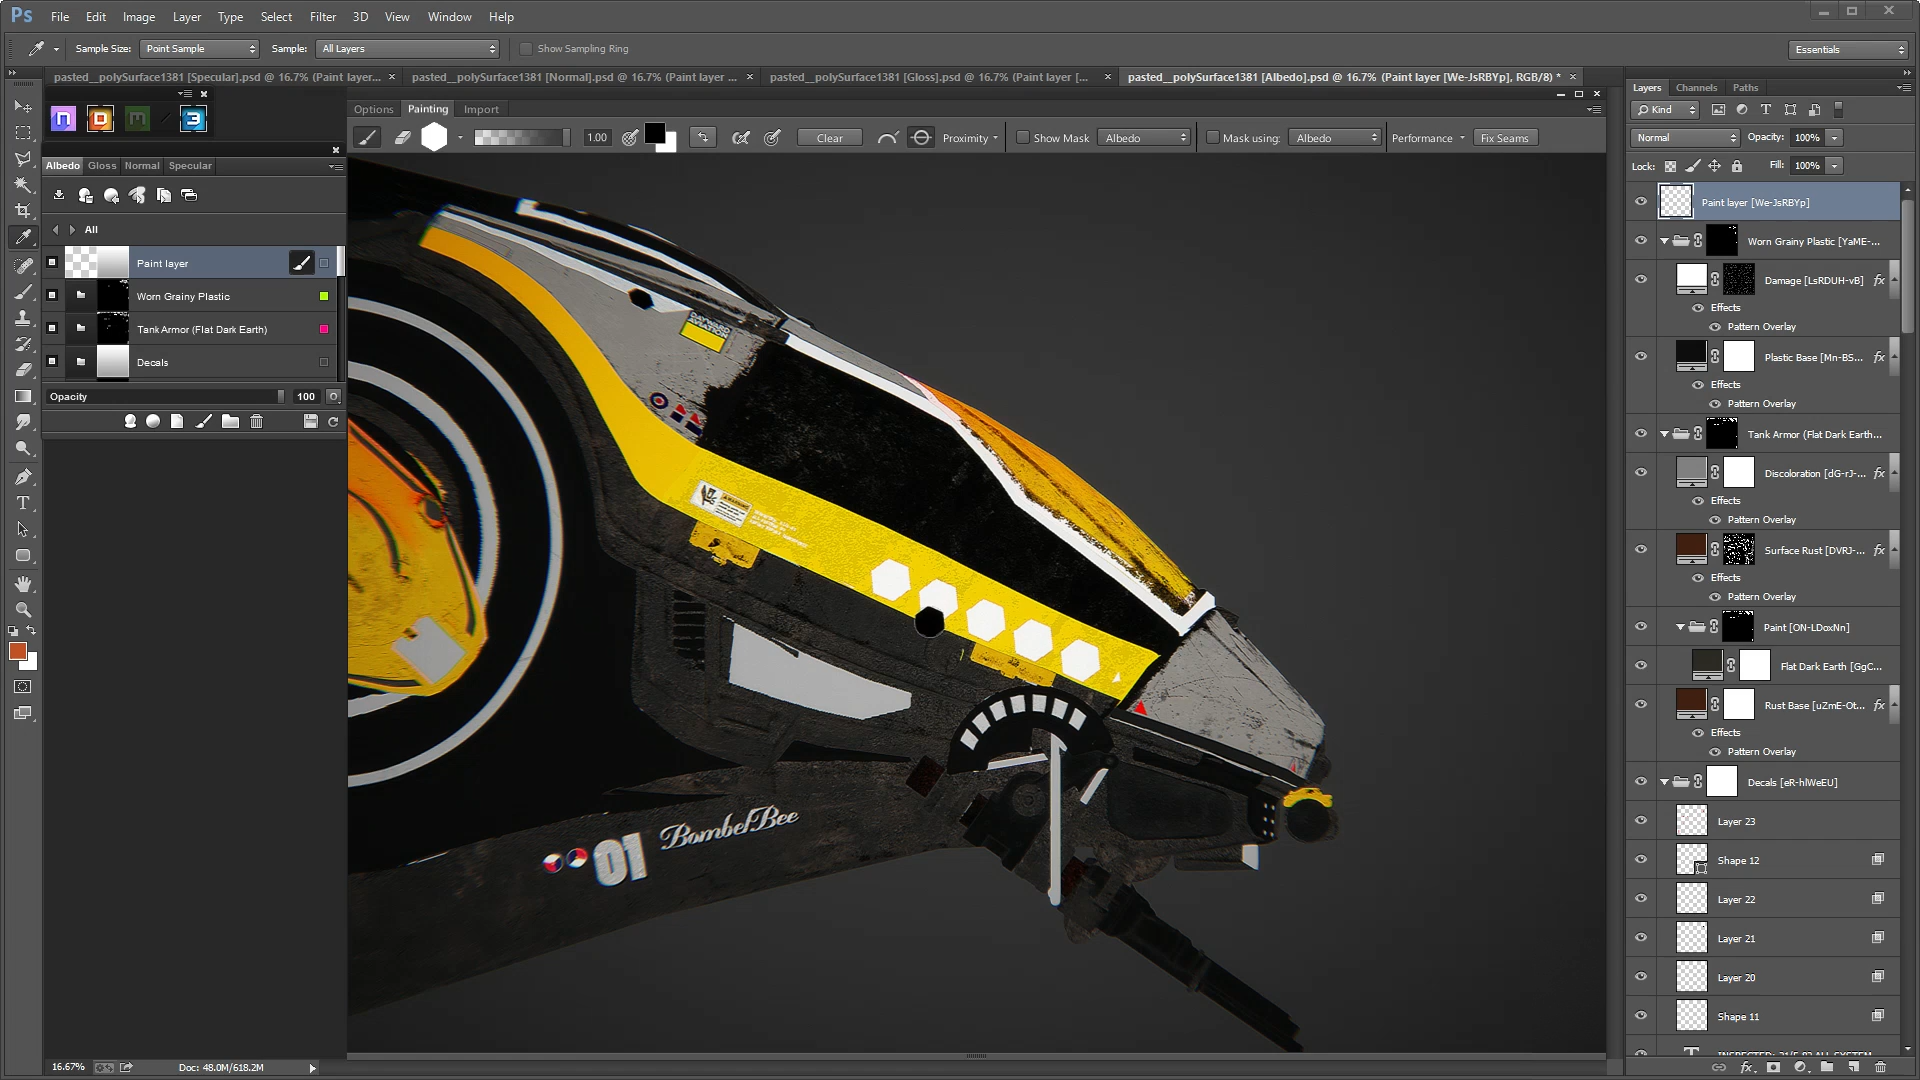 Ps File Edit Image Layer Type Select Filter 3D View Window Help
Sample Size: Point Sample Sample: All Layers Show Sampling Ring Essentials
pasted__polySurface1381 [Specular].psd @ 16.7% (Paint layer... × pasted__polySurface1381 [Normal].psd @ 16.7% (Paint layer ... × pasted__polySurface1381 [Gloss].psd @ 16.7% (Paint layer [... × pasted__polySurface1381 [Albedo].psd @ 16.7% (Paint layer [We-JsRBYp], RGB/8) * ×
n D m 3
Options Painting Import
1.00 Clear Proximity Show Mask Albedo Mask using: Albedo Performance Fix Seams
Albedo Gloss Normal Specular
All
Paint layer
Worn Grainy Plastic
Tank Armor (Flat Dark Earth)
Decals
Opacity 100
DAYWARD
AVIATION
01 BombelBee
Layers Channels Paths
Kind
Normal Opacity: 100%
Lock: Fill: 100%
Paint layer [We-JsRBYp]
Worn Grainy Plastic [YaME-...
Damage [LsRDUH-vB] fx
Effects
Pattern Overlay
Plastic Base [Mn-BS... fx
Effects
Pattern Overlay
Tank Armor (Flat Dark Earth...
Discoloration [dG-rJ-... fx
Effects
Pattern Overlay
Surface Rust [DVRJ-... fx
Effects
Pattern Overlay
Paint [ON-LDoxNn]
Flat Dark Earth [GgC...
Rust Base [uZmE-Ot... fx
Effects
Pattern Overlay
Decals [eR-hlWeEU]
Layer 23
Shape 12
Layer 22
Layer 21
Layer 20
Shape 11
16.67% Doc: 48.0M/618.2M
fx